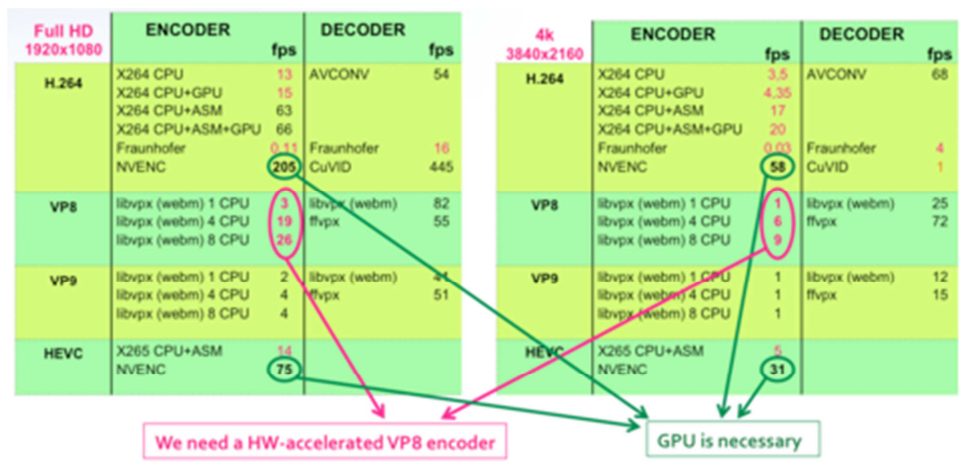 Full HD ENCODER DECODER
1920x1080 fps fps
H.264 X264 CPU 13 AVCONV 54
X264 CPU+GPU 15
X264 CPU+ASM 63
X264 CPU+ASM+GPU 66
Fraunhofer 0,11 Fraunhofer 16
NVENC 205 CuVID 445
VP8 libvpx (webm) 1 CPU 3 libvpx (webm) 82
libvpx (webm) 4 CPU 19 ffvpx 55
libvpx (webm) 8 CPU 26
VP9 libvpx (webm) 1 CPU 2 libvpx (webm) 41
libvpx (webm) 4 CPU 4 ffvpx 51
libvpx (webm) 8 CPU 4
HEVC X265 CPU+ASM 14
NVENC 75
4k ENCODER DECODER
3840x2160 fps fps
H.264 X264 CPU 3,5 AVCONV 68
X264 CPU+GPU 4,35
X264 CPU+ASM 17
X264 CPU+ASM+GPU 20
Fraunhofer 0,03 Fraunhofer 4
NVENC 58 CuVID 1
VP8 libvpx (webm) 1 CPU 1 libvpx (webm) 25
libvpx (webm) 4 CPU 6 ffvpx 72
libvpx (webm) 8 CPU 9
VP9 libvpx (webm) 1 CPU 1 libvpx (webm) 12
libvpx (webm) 4 CPU 1 ffvpx 15
libvpx (webm) 8 CPU 1
HEVC X265 CPU+ASM 5
NVENC 31
We need a HW-accelerated VP8 encoder
GPU is necessary